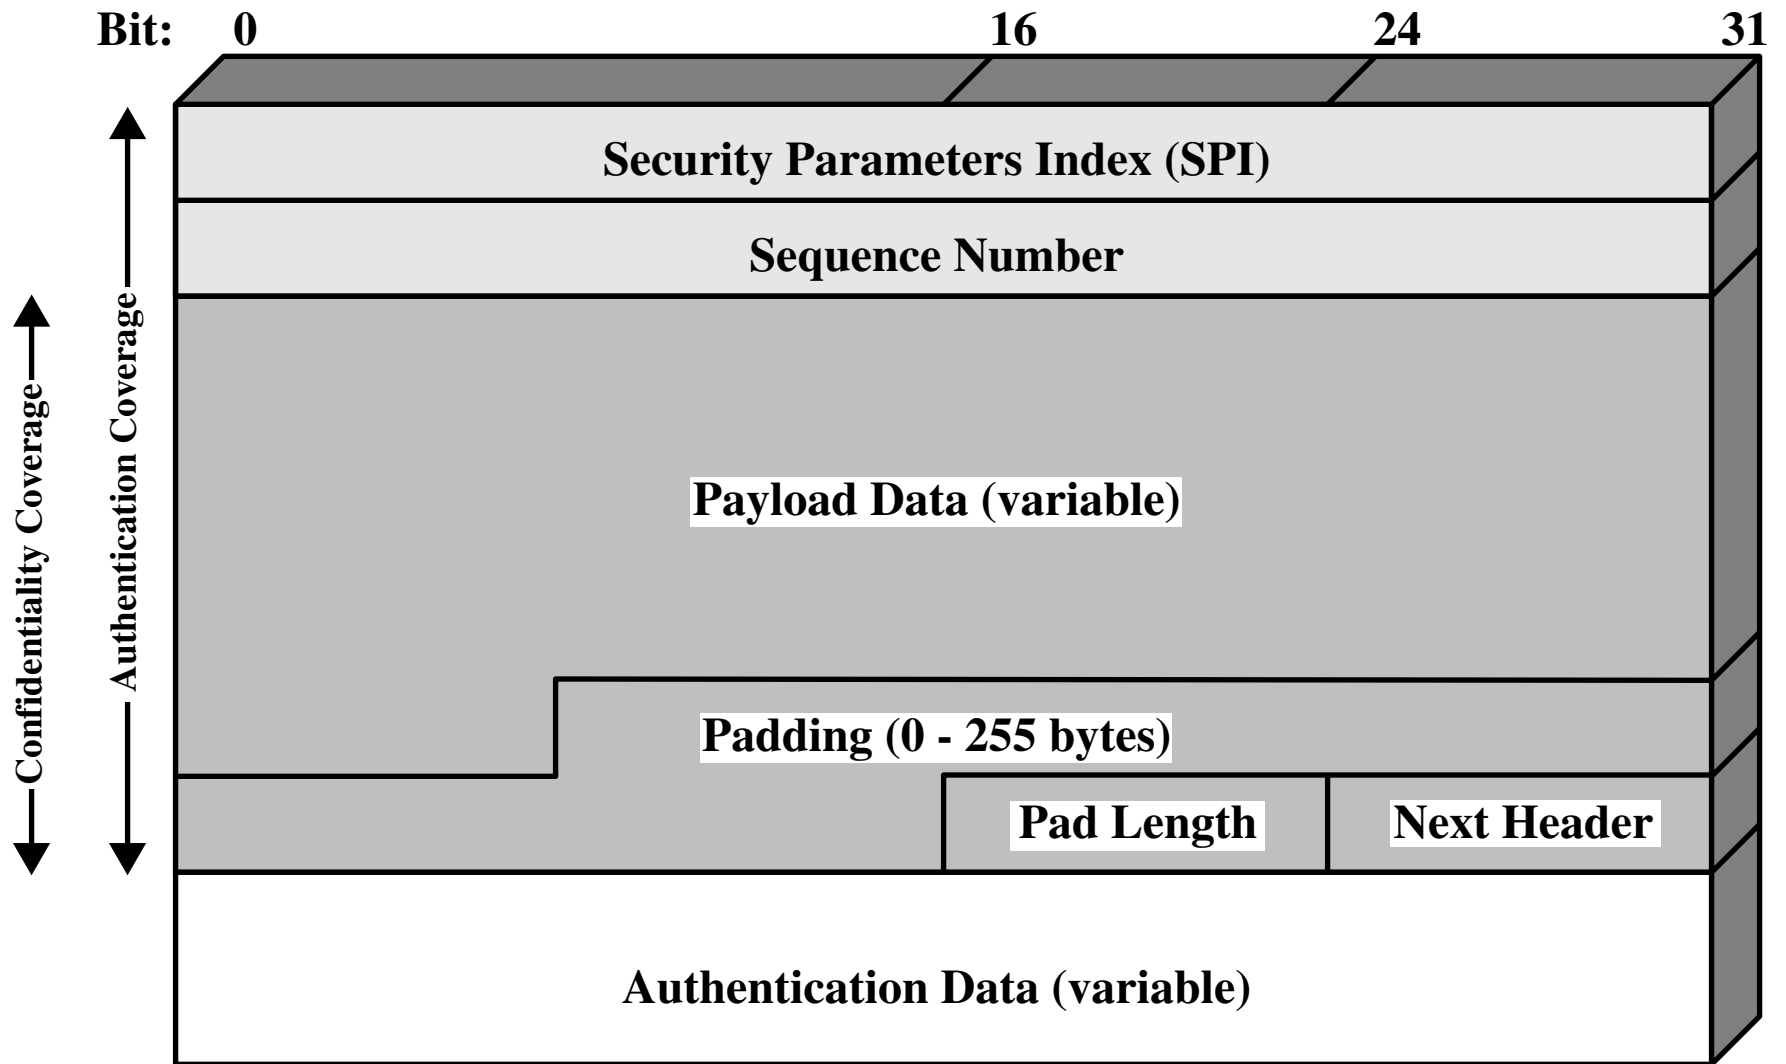 Bit: 0 16 24 31
Security Parameters Index (SPI)
Sequence Number
Confidentiality Coverage
Authentication Coverage
Payload Data (variable)
Padding (0 - 255 bytes)
Pad Length
Next Header
Authentication Data (variable)